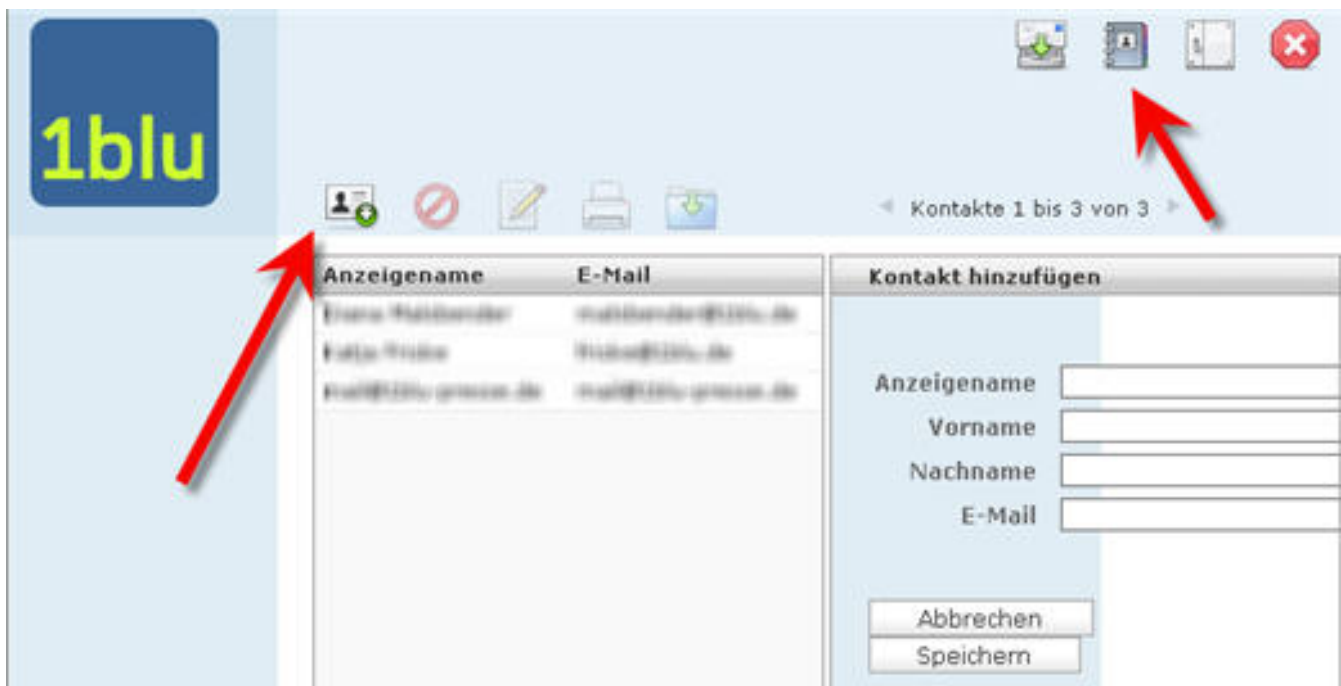 1blu
Kontakte 1 bis 3 von 3
Anzeigename E-Mail
Kontakt hinzufügen
Anzeigename
Vorname
Nachname
E-Mail
Abbrechen
Speichern